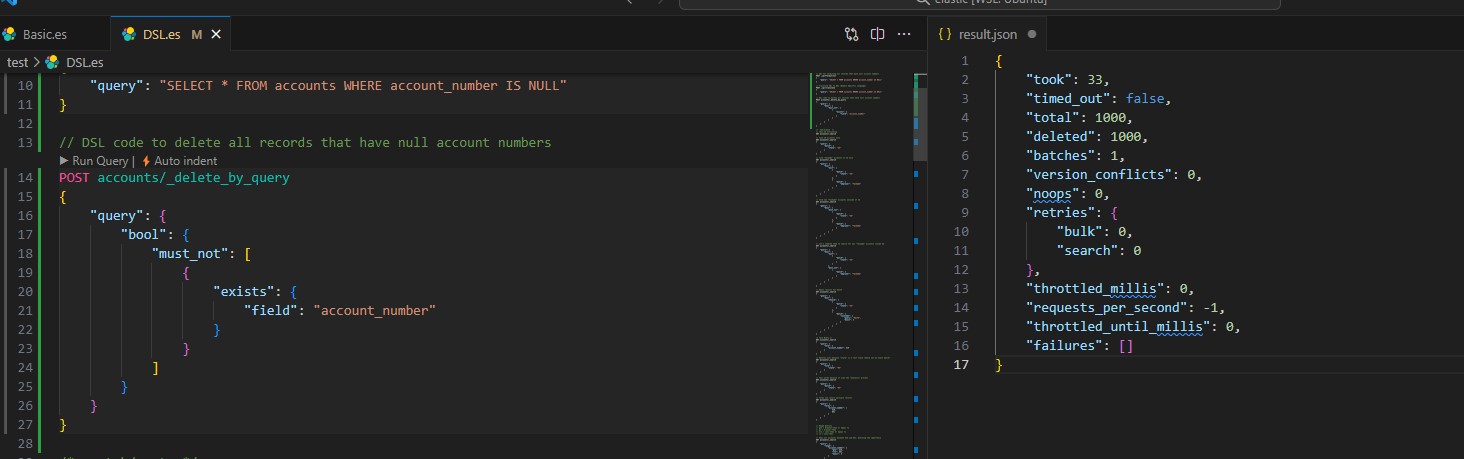 elastic [WSL: Ubuntu]
Basic.es
DSL.es M
result.json
test > DSL.es
10 "query": "SELECT * FROM accounts WHERE account_number IS NULL"
11 }
12
13 // DSL code to delete all records that have null account numbers
Run Query | Auto indent
14 POST accounts/_delete_by_query
15 {
16 "query": {
17 "bool": {
18 "must_not": [
19 {
20 "exists": {
21 "field": "account_number"
22 }
23 }
24 ]
25 }
26 }
27 }
28
1 {
2 "took": 33,
3 "timed_out": false,
4 "total": 1000,
5 "deleted": 1000,
6 "batches": 1,
7 "version_conflicts": 0,
8 "noops": 0,
9 "retries": {
10 "bulk": 0,
11 "search": 0
12 },
13 "throttled_millis": 0,
14 "requests_per_second": -1,
15 "throttled_until_millis": 0,
16 "failures": []
17 }